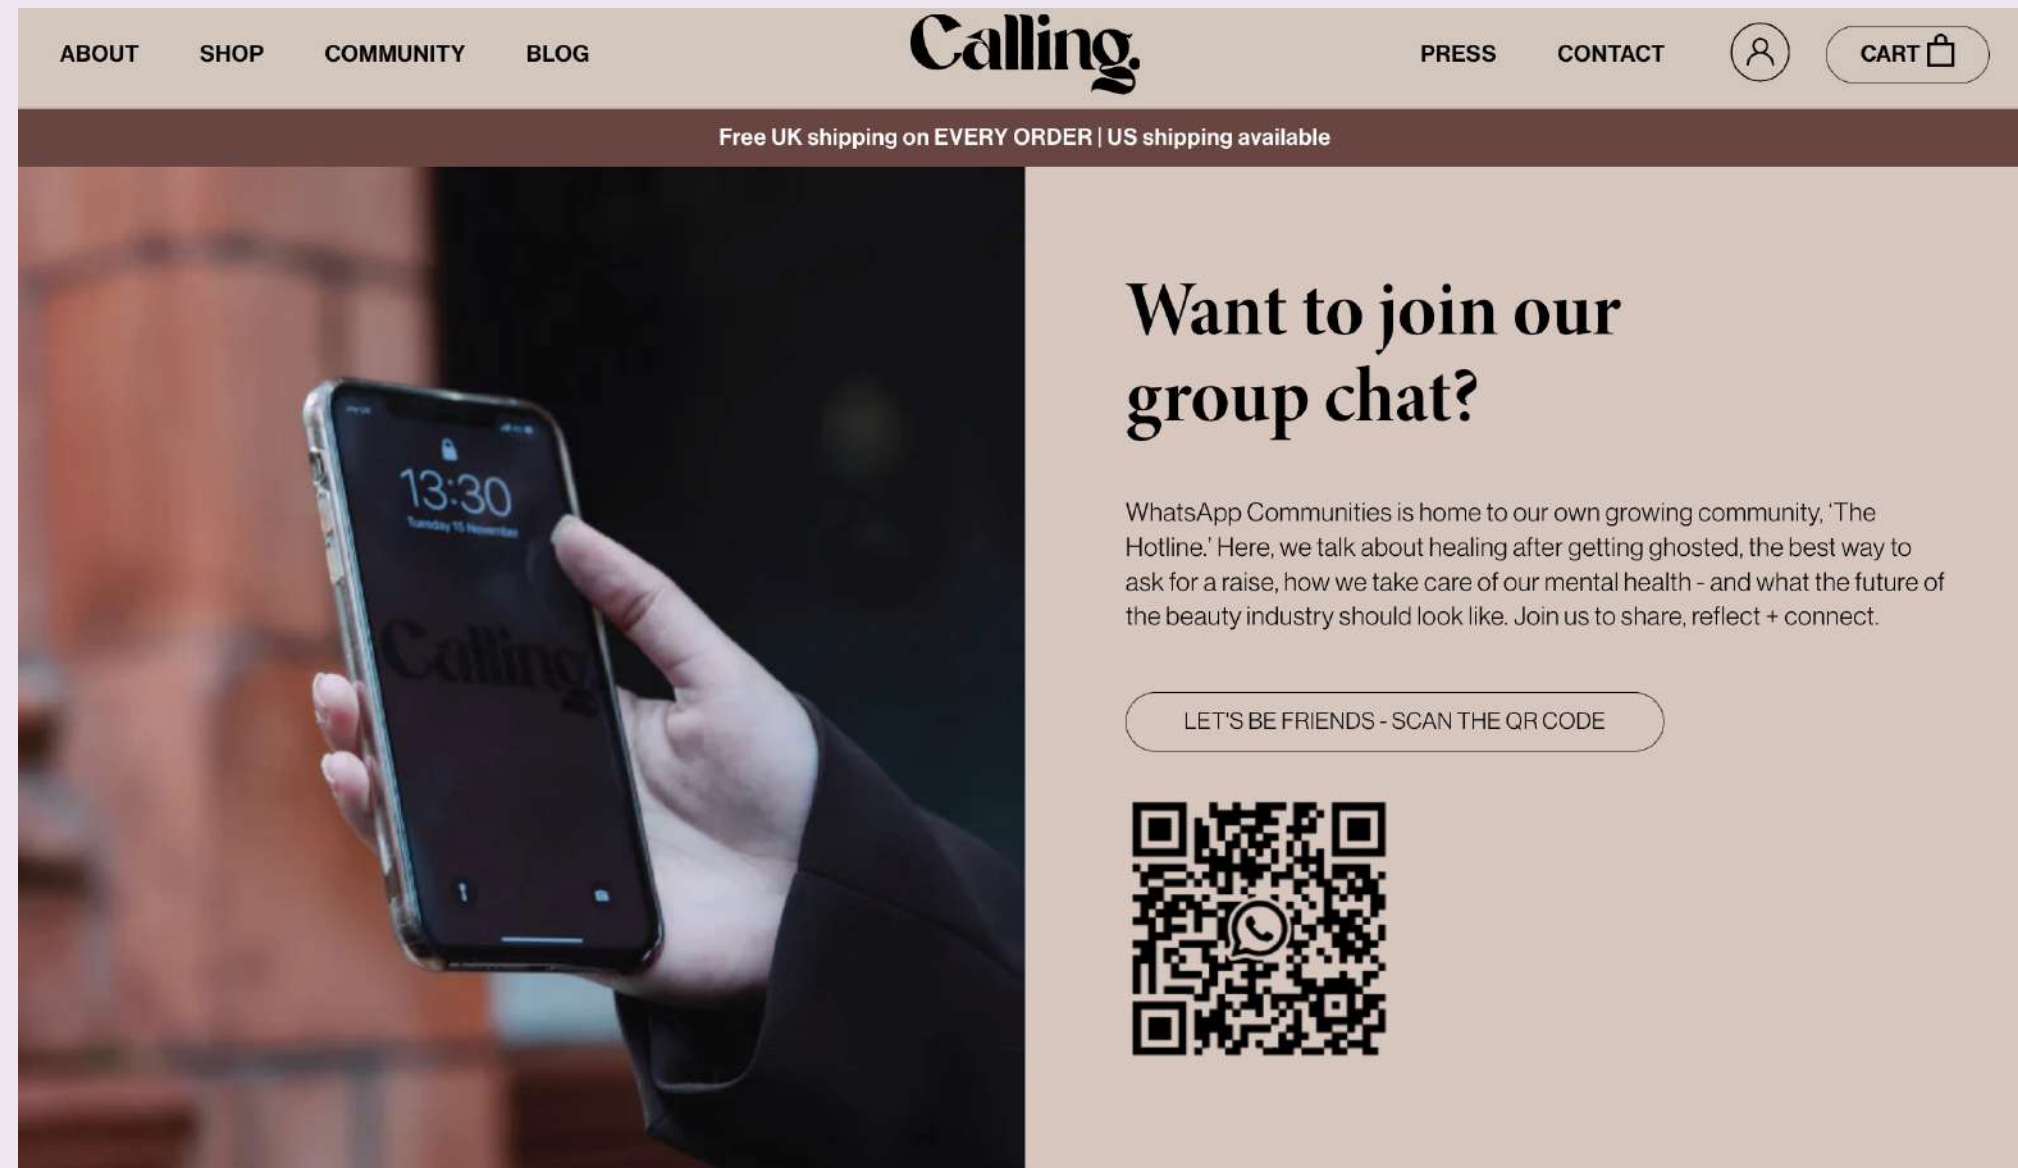 ABOUT SHOP COMMUNITY BLOG Calling. PRESS CONTACT CART
Free UK shipping on EVERY ORDER | US shipping available
13:30
Tuesday 15 November
Calling.
Want to join our
group chat?
WhatsApp Communities is home to our own growing community, ‘The
Hotline.’ Here, we talk about healing after getting ghosted, the best way to
ask for a raise, how we take care of our mental health - and what the future of
the beauty industry should look like. Join us to share, reflect + connect.
LET'S BE FRIENDS - SCAN THE QR CODE